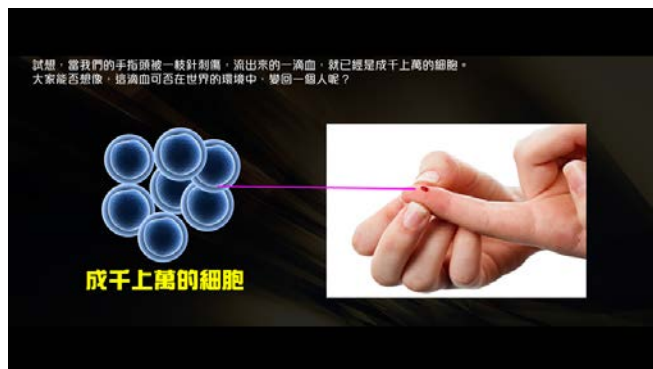 試想，當我們的手指頭被一枝針刺傷，流出來的一滴血，就已經是成千上萬的細胞。
大家能否想像，這滴血可否在世界的環境中，變回一個人呢？
成千上萬的細胞